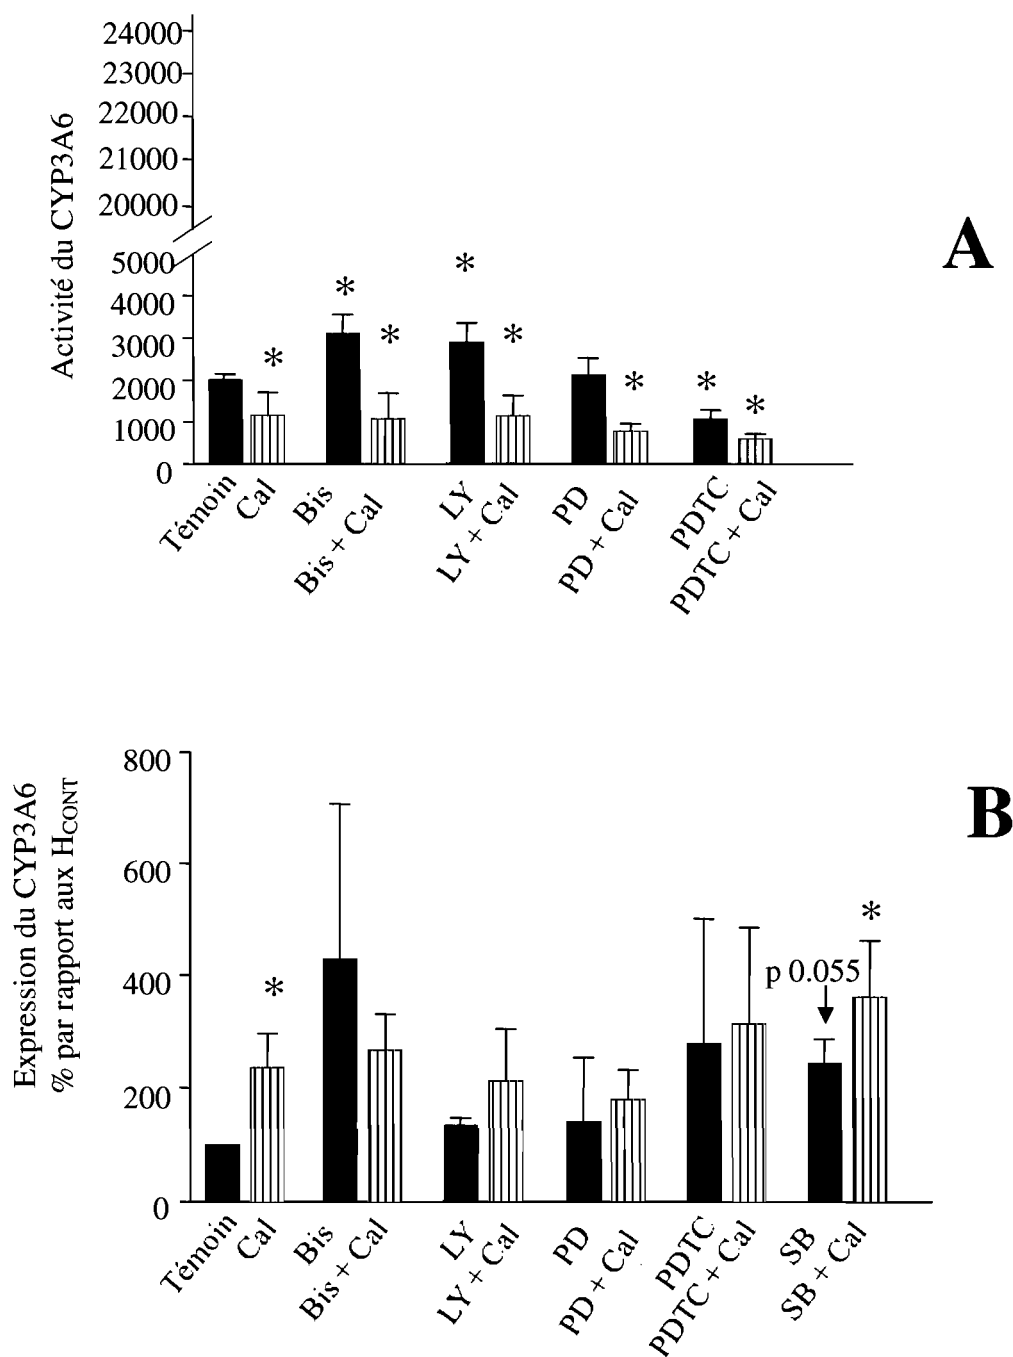 24000
23000
22000
21000
20000
5000
4000
3000
2000
1000
0
Activité du CYP3A6
A
*
*
*
*
*
*
*
*
Témoin
Cal
Bis
Bis + Cal
LY
LY + Cal
PD
PD + Cal
PDTC
PDTC + Cal
800
600
400
200
0
Expression du CYP3A6
% par rapport aux HCONT
B
*
*
p 0.055
Témoin
Cal
Bis
Bis + Cal
LY
LY + Cal
PD
PD + Cal
PDTC
PDTC + Cal
SB
SB + Cal